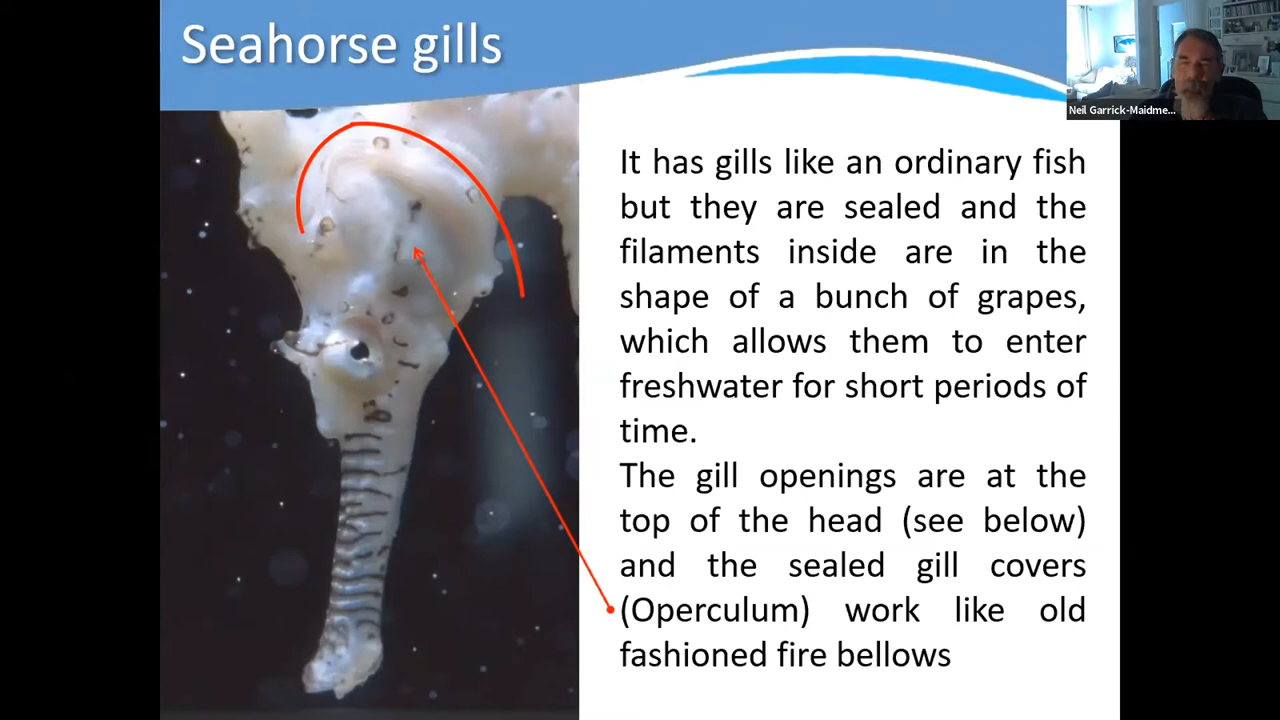 Seahorse gills
Neil Garrick-Maidme...
It has gills like an ordinary fish
but they are sealed and the
filaments inside are in the
shape of a bunch of grapes,
which allows them to enter
freshwater for short periods of
time.
The gill openings are at the
top of the head (see below)
and the sealed gill covers
(Operculum) work like old
fashioned fire bellows